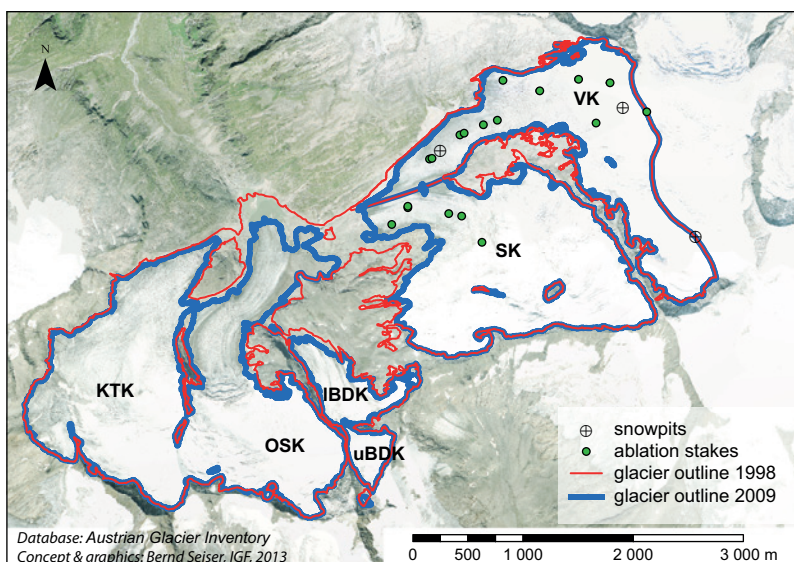 N
VK
SK
KTK
IBDK
OSK
uBDK
snowpits
ablation stakes
glacier outline 1998
glacier outline 2009
Database: Austrian Glacier Inventory
Concept & graphics: Bernd Seiser, IGF, 2013
0 500 1 000 2 000 3 000 m